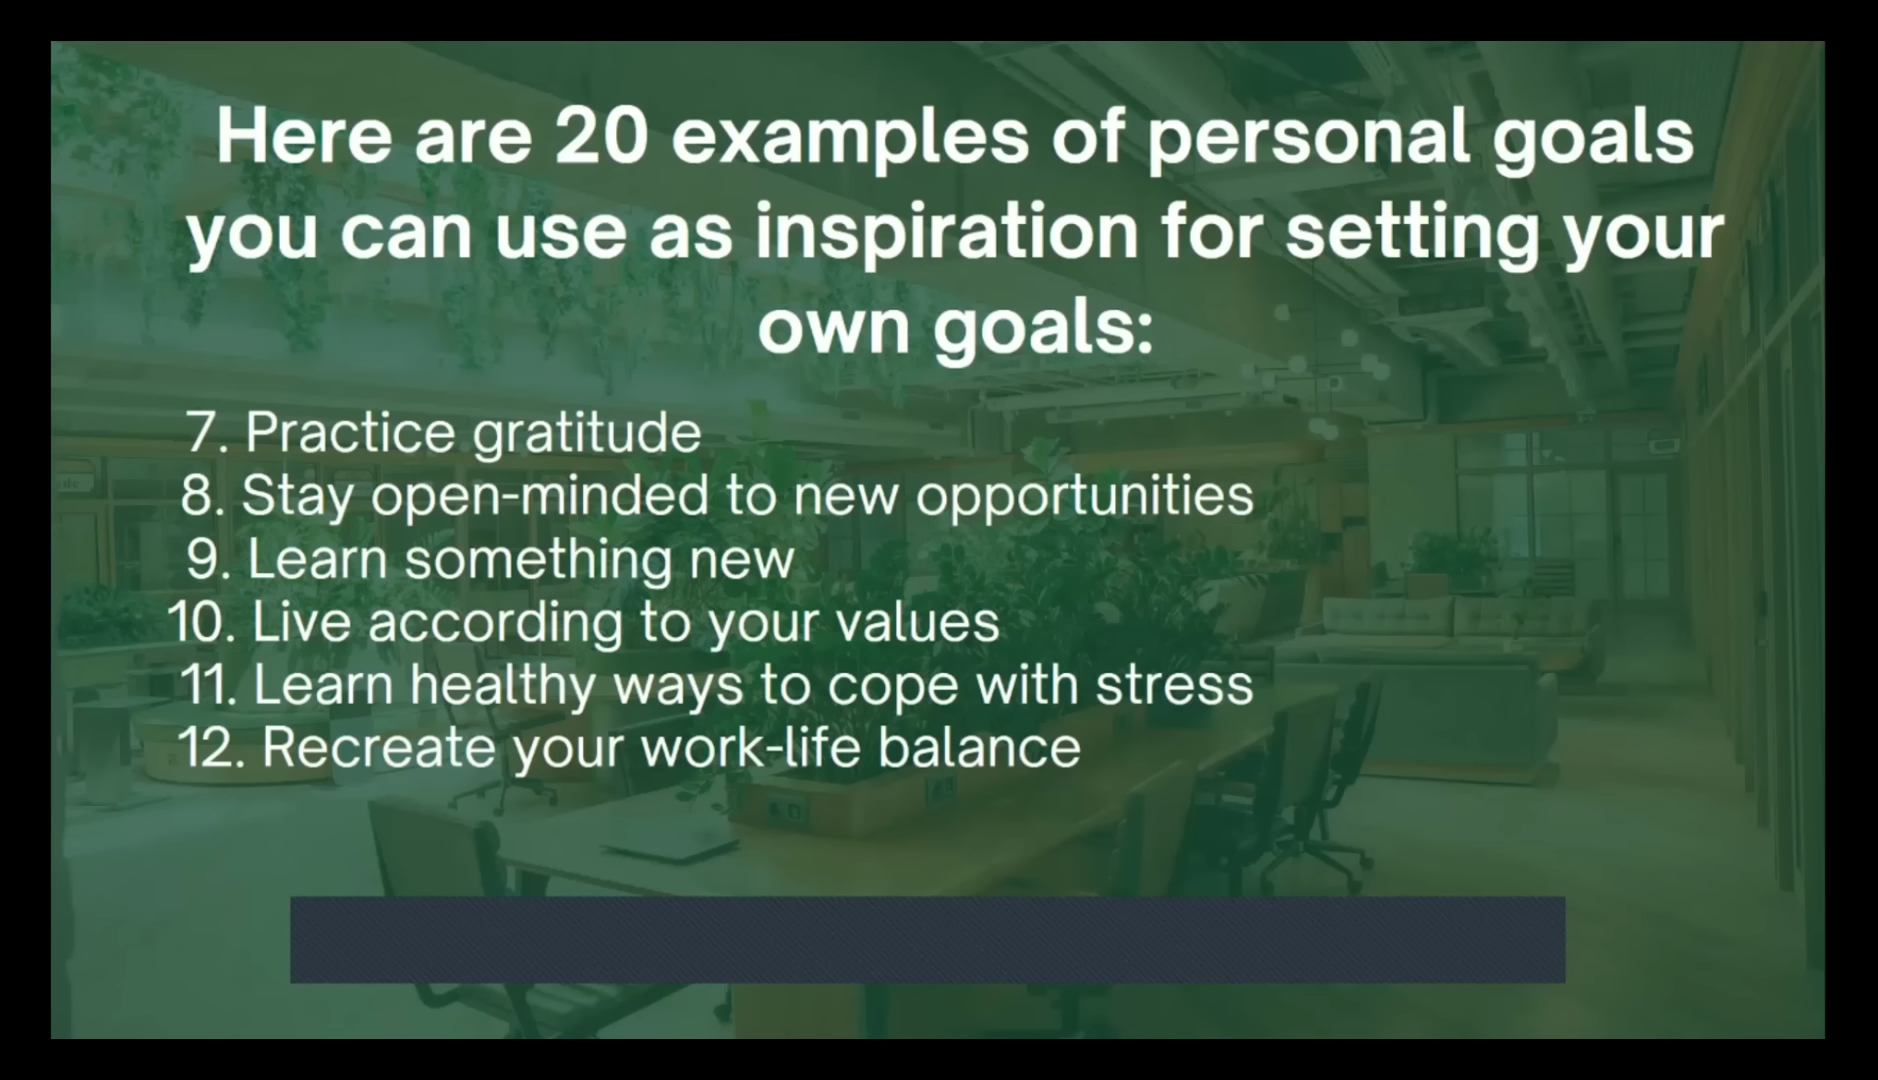 Here are 20 examples of personal goals
you can use as inspiration for setting your
own goals:
7. Practice gratitude
8. Stay open-minded to new opportunities
9. Learn something new
10. Live according to your values
11. Learn healthy ways to cope with stress
12. Recreate your work-life balance